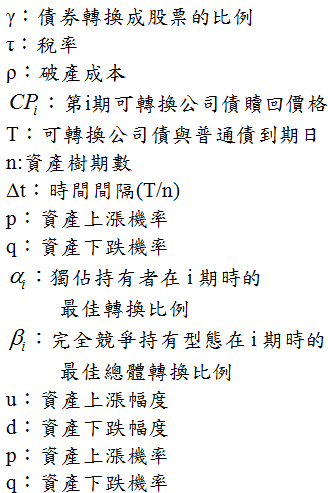 γ：債券轉換成股票的比例
τ：稅率
ρ：破產成本
CPᵢ：第i期可轉換公司債贖回價格
T：可轉換公司債與普通債到期日
n:資產樹期數
Δt：時間間隔(T/n)
p：資產上漲機率
q：資產下跌機率
αᵢ：獨佔持有者在 i 期時的
最佳轉換比例
βᵢ：完全競爭持有型態在 i 期時的
最佳總體轉換比例
u：資產上漲幅度
d：資產下跌幅度
p：資產上漲機率
q：資產下跌機率